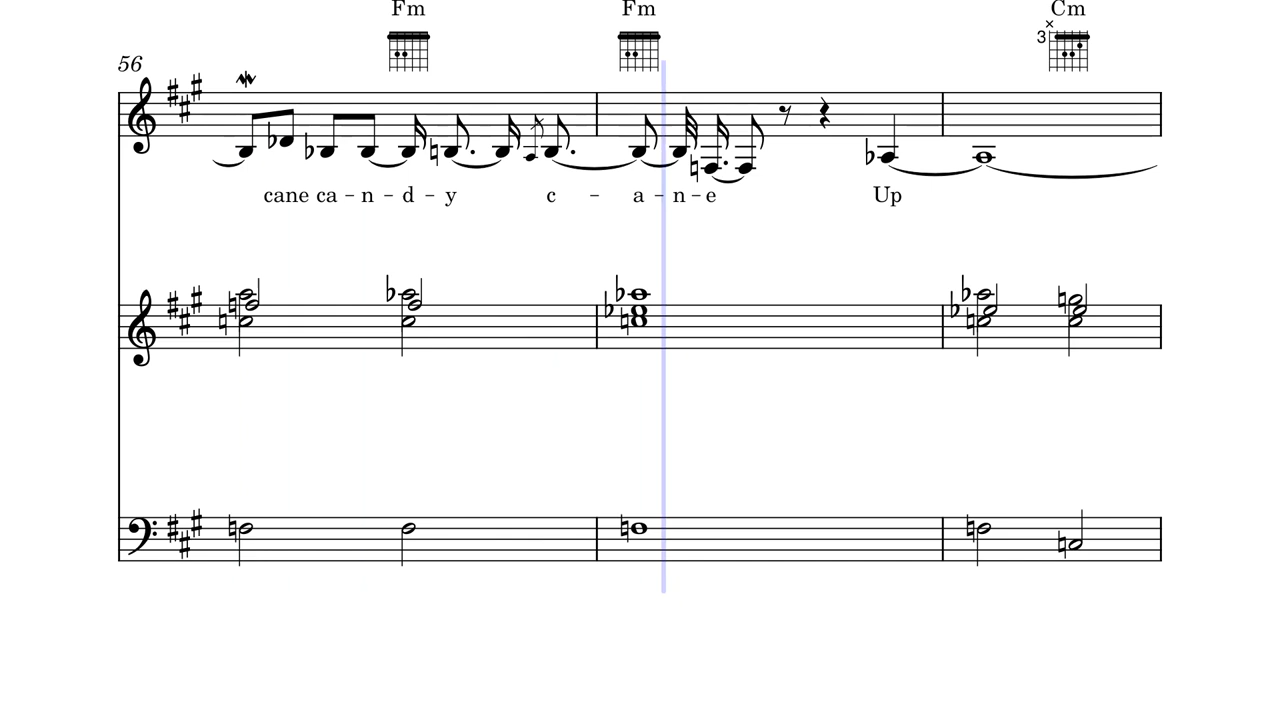 Fm Fm Cm
3
56
cane ca – n – d – y c – a – n – e Up